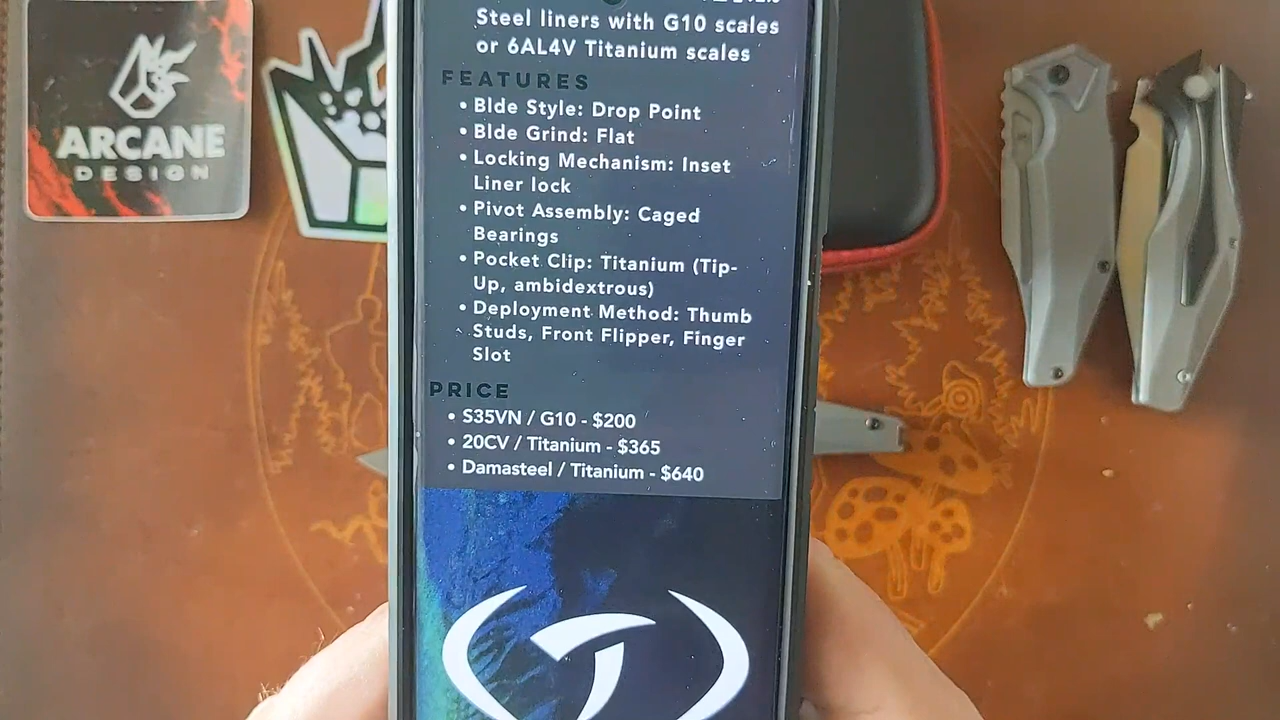 ARCANE
DESIGN
Steel liners with G10 scales
or 6AL4V Titanium scales
FEATURES
• Blde Style: Drop Point
• Blde Grind: Flat
• Locking Mechanism: Inset
Liner lock
• Pivot Assembly: Caged
Bearings
• Pocket Clip: Titanium (Tip-
Up, ambidextrous)
• Deployment Method: Thumb
Studs, Front Flipper, Finger
Slot
PRICE
• S35VN / G10 - $200
• 20CV / Titanium - $365
• Damasteel / Titanium - $640